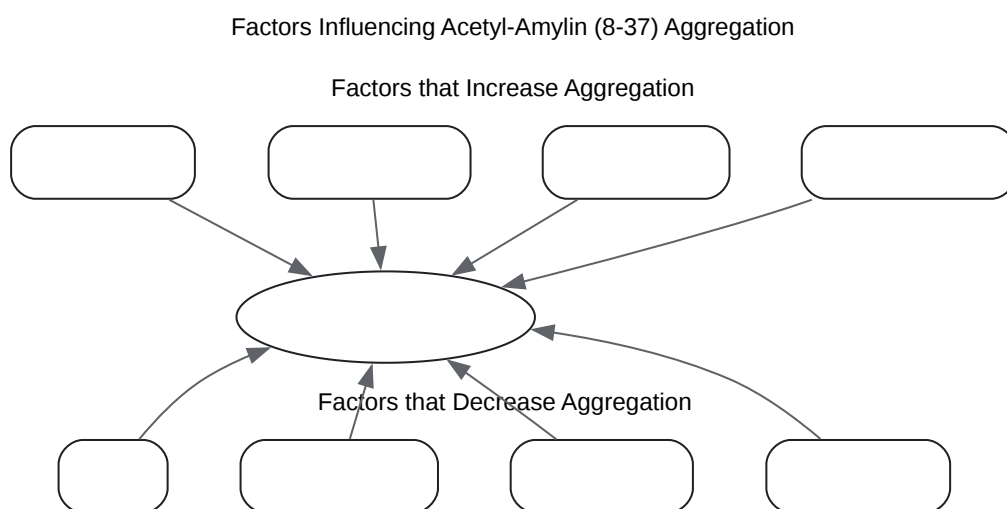 Factors Influencing Acetyl-Amylin (8-37) Aggregation
Factors that Increase Aggregation
Factors that Decrease Aggregation